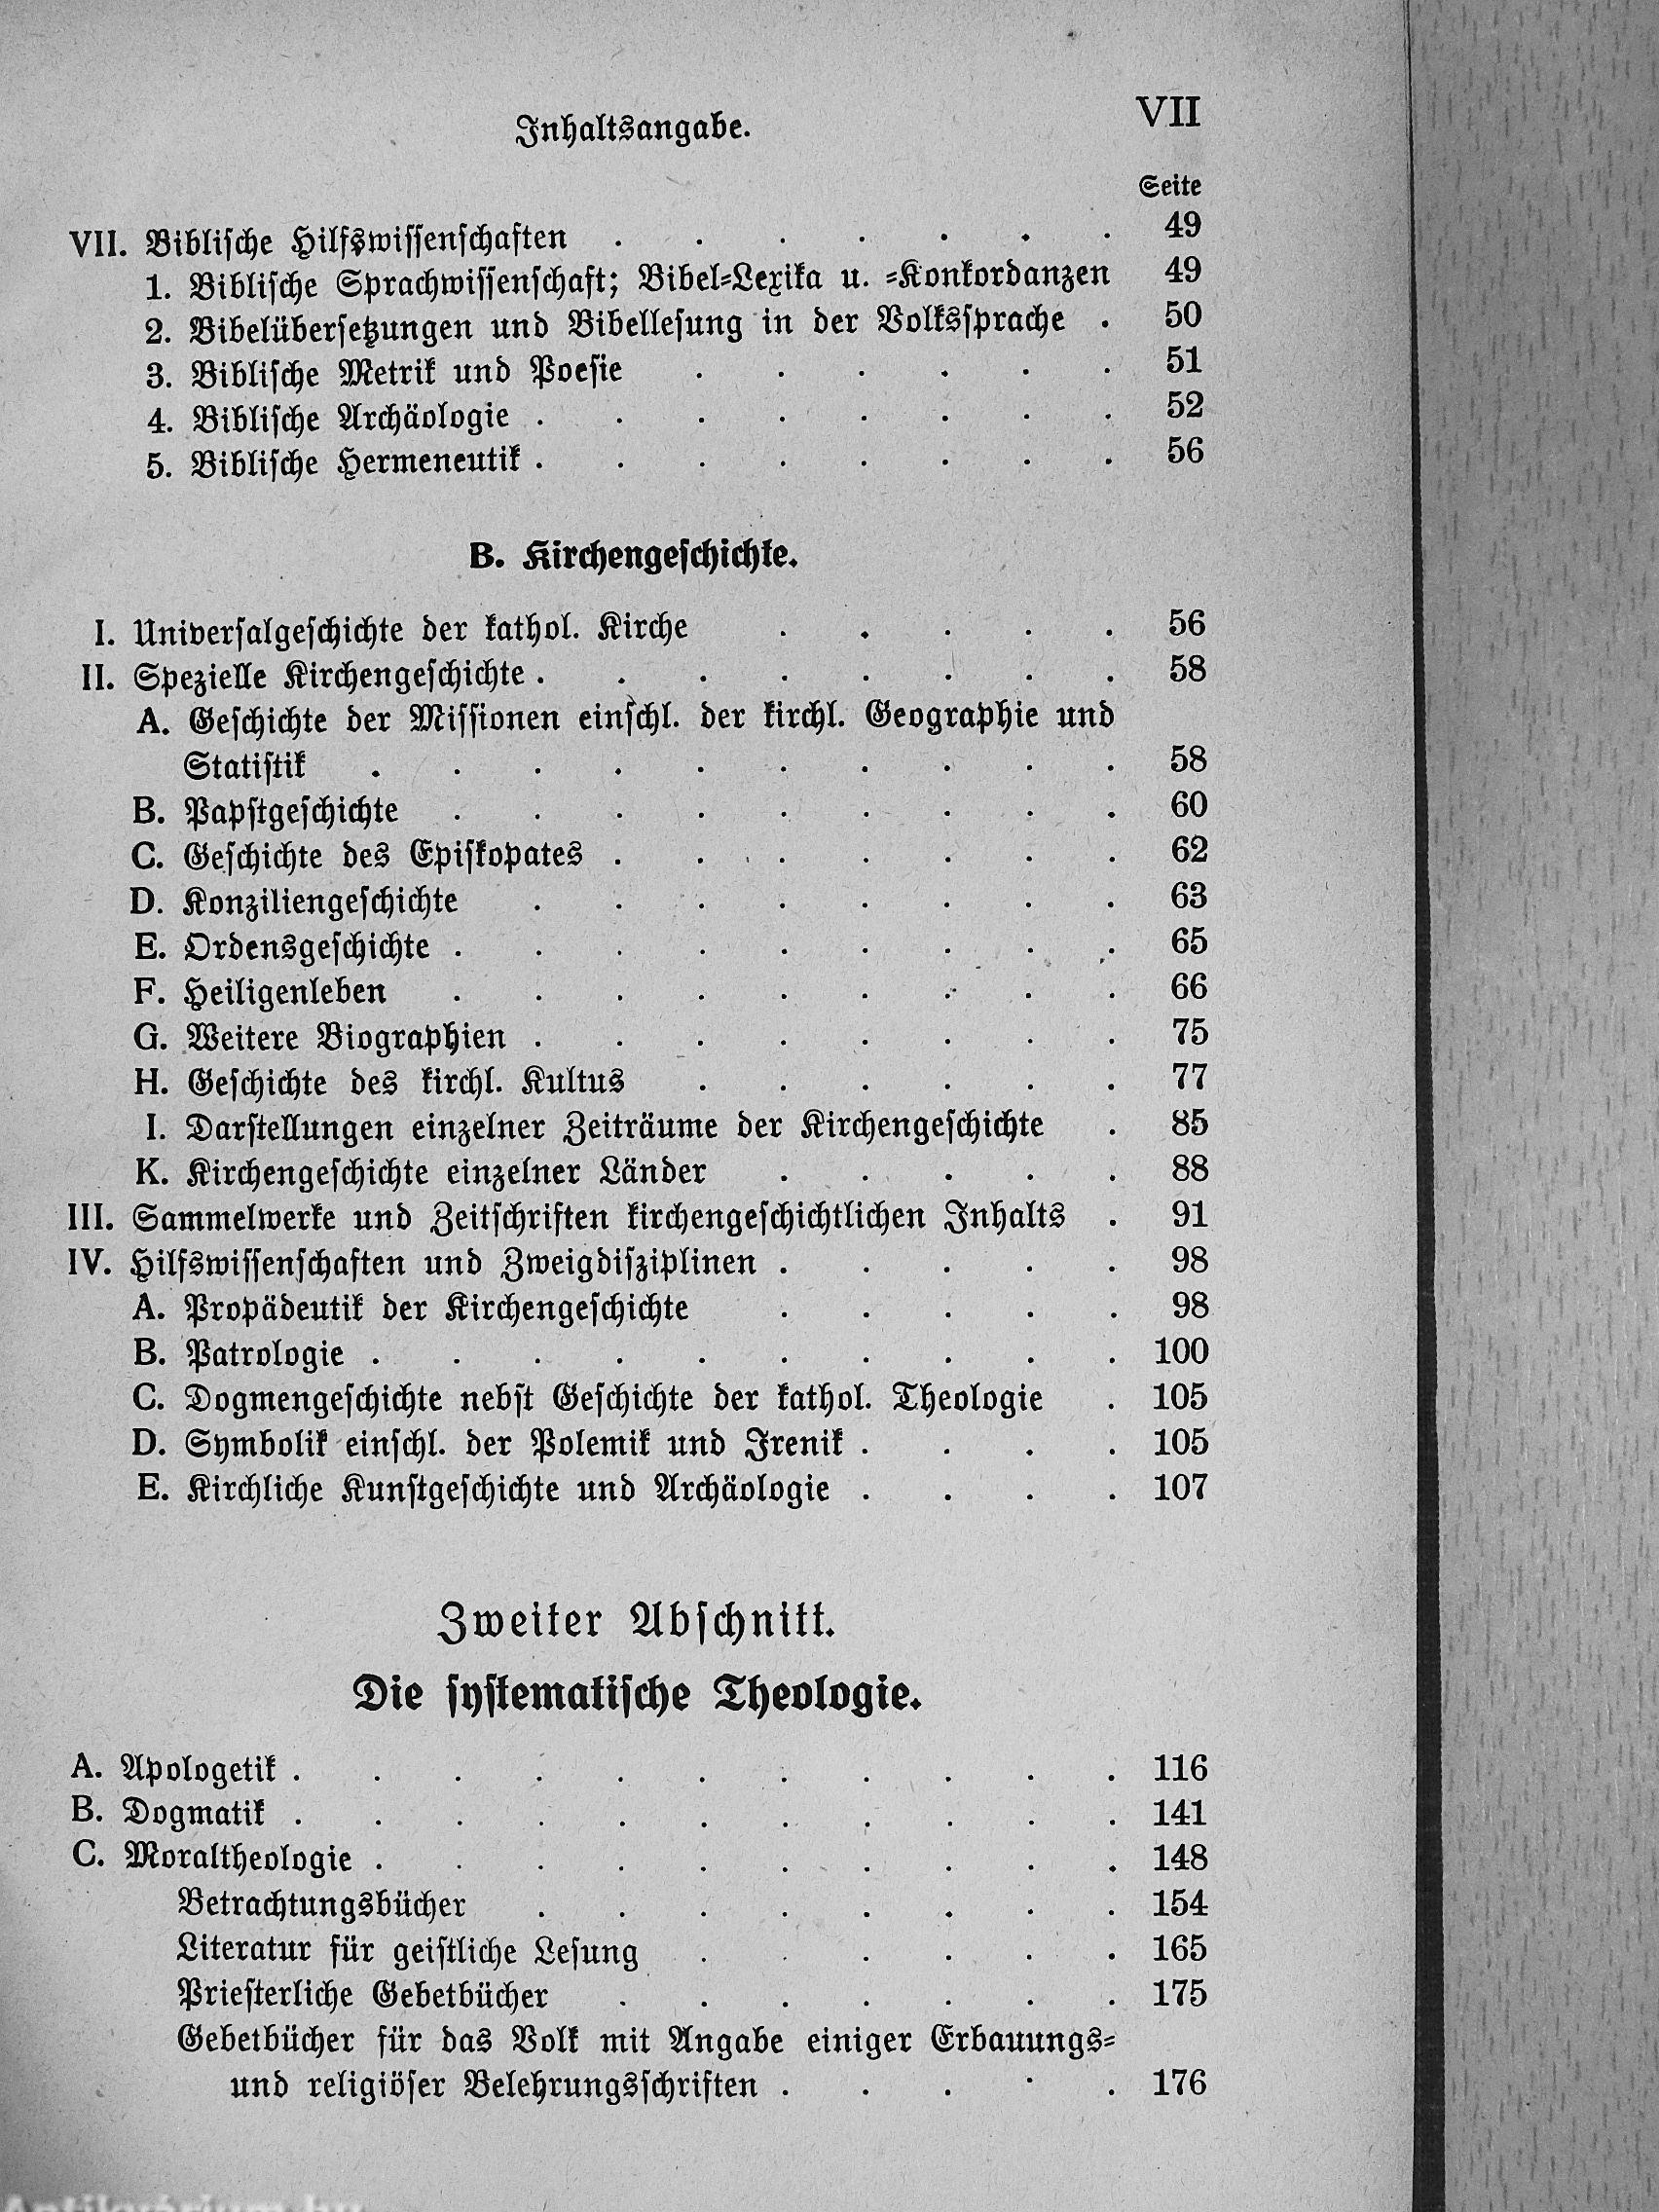 Inhaltsangabe. VII
Seite
VII. Biblische Hilfswissenschaften . . . . . . . 49
1. Biblische Sprachwissenschaft; Bibel-Lexika u. -Konkordanzen 49
2. Bibelübersetzungen und Bibellesung in der Volkssprache . 50
3. Biblische Metrik und Poesie . . . . . . 51
4. Biblische Archäologie . . . . . . . . 52
5. Biblische Hermeneutik . . . . . . . . 56
B. Kirchengeschichte.
I. Universalgeschichte der kathol. Kirche . . . . . 56
II. Spezielle Kirchengeschichte . . . . . . . . 58
A. Geschichte der Missionen einschl. der kirchl. Geographie und
Statistik . . . . . . . . . . 58
B. Papstgeschichte . . . . . . . . . 60
C. Geschichte des Episkopates . . . . . . . 62
D. Konziliengeschichte . . . . . . . . 63
E. Ordensgeschichte . . . . . . . . . 65
F. Heiligenleben . . . . . . . . . 66
G. Weitere Biographien . . . . . . . . 75
H. Geschichte des kirchl. Kultus . . . . . . 77
I. Darstellungen einzelner Zeiträume der Kirchengeschichte . 85
K. Kirchengeschichte einzelner Länder . . . . . 88
III. Sammelwerke und Zeitschriften kirchengeschichtlichen Inhalts . 91
IV. Hilfswissenschaften und Zweigdisziplinen . . . . . 98
A. Propädeutik der Kirchengeschichte . . . . . 98
B. Patrologie . . . . . . . . . . 100
C. Dogmengeschichte nebst Geschichte der kathol. Theologie . 105
D. Symbolik einschl. der Polemik und Irenik . . . . 105
E. Kirchliche Kunstgeschichte und Archäologie . . . . 107
Zweiter Abschnitt.
Die systematische Theologie.
A. Apologetik . . . . . . . . . . . 116
B. Dogmatik . . . . . . . . . . . 141
C. Moraltheologie . . . . . . . . . . 148
Betrachtungsbücher . . . . . . . . 154
Literatur für geistliche Lesung . . . . . . 165
Priesterliche Gebetbücher . . . . . . . 175
Gebetbücher für das Volk mit Angabe einiger Erbauungs-
und religiöser Belehrungsschriften . . . . . 176